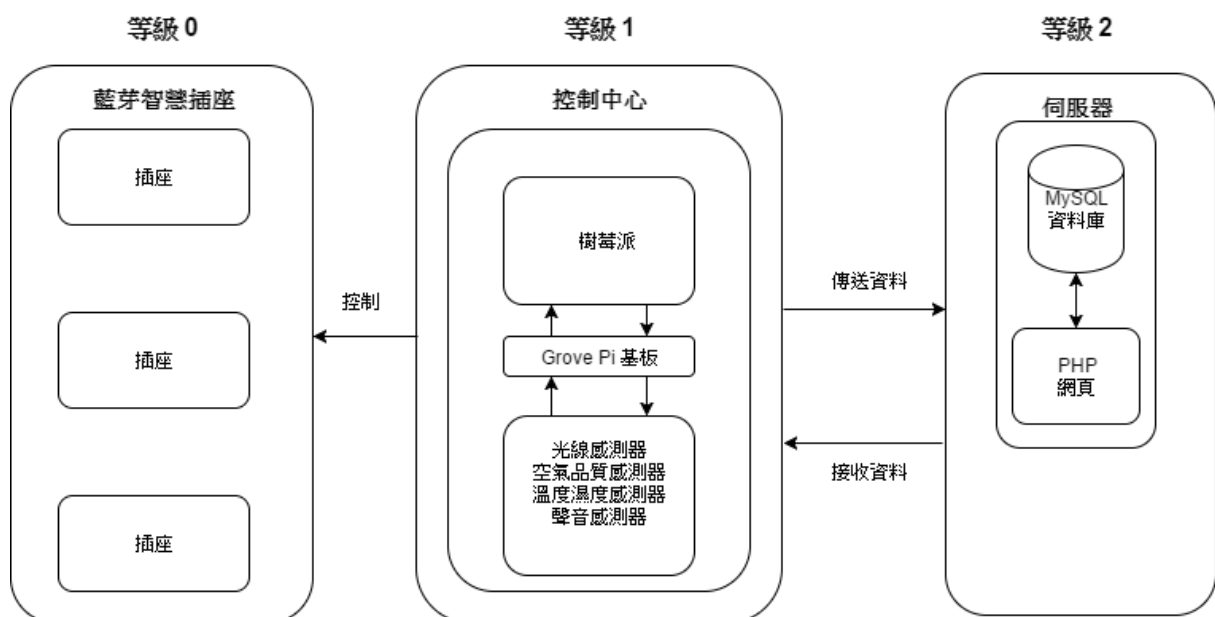 等級 0
等級 1
等級 2
藍芽智慧插座
插座
插座
插座
控制
控制中心
樹莓派
Grove Pi 基板
光線感測器
空氣品質感測器
溫度濕度感測器
聲音感測器
傳送資料
接收資料
伺服器
MySQL
資料庫
PHP
網頁